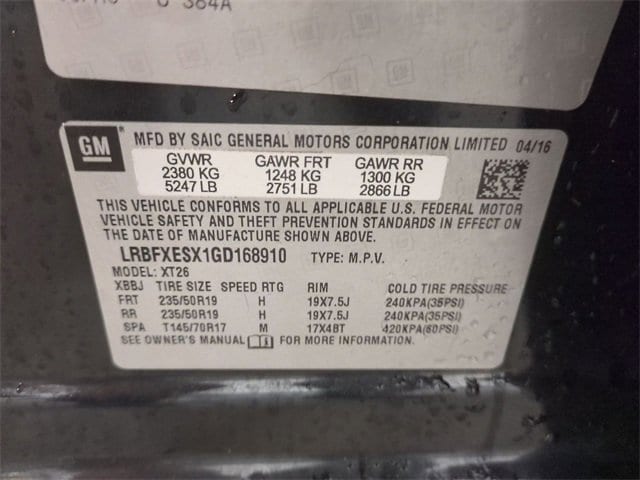 384A
GM
MFD BY SAIC GENERAL MOTORS CORPORATION LIMITED 04/16
GVWR GAWR FRT GAWR RR
2380 KG 1248 KG 1300 KG
5247 LB 2751 LB 2866 LB
THIS VEHICLE CONFORMS TO ALL APPLICABLE U.S. FEDERAL MOTOR
VEHICLE SAFETY AND THEFT PREVENTION STANDARDS IN EFFECT ON
THE DATE OF MANUFACTURE SHOWN ABOVE.
LRBFXESX1GD168910 TYPE: M.P.V.
MODEL: XT26
XBBJ TIRE SIZE SPEED RTG RIM COLD TIRE PRESSURE
FRT 235/50R19 H 19X7.5J 240KPA(35PSI)
RR 235/50R19 H 19X7.5J 240KPA(35PSI)
SPA T145/70R17 M 17X4BT 420KPA(60PSI)
SEE OWNER'S MANUAL FOR MORE INFORMATION.